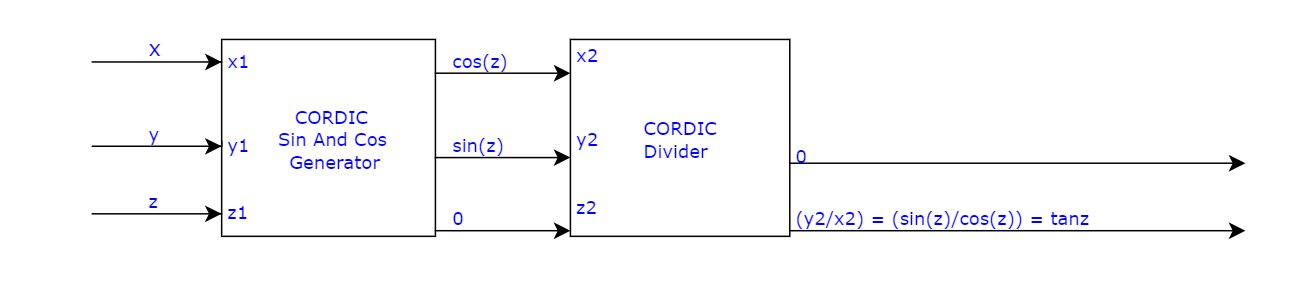 X
x1
cos(z)
x2
CORDIC
Sin And Cos
Generator
CORDIC
Divider
y
y1
sin(z)
y2
0
z
z1
0
z2
(y2/x2) = (sin(z)/cos(z)) = tanz